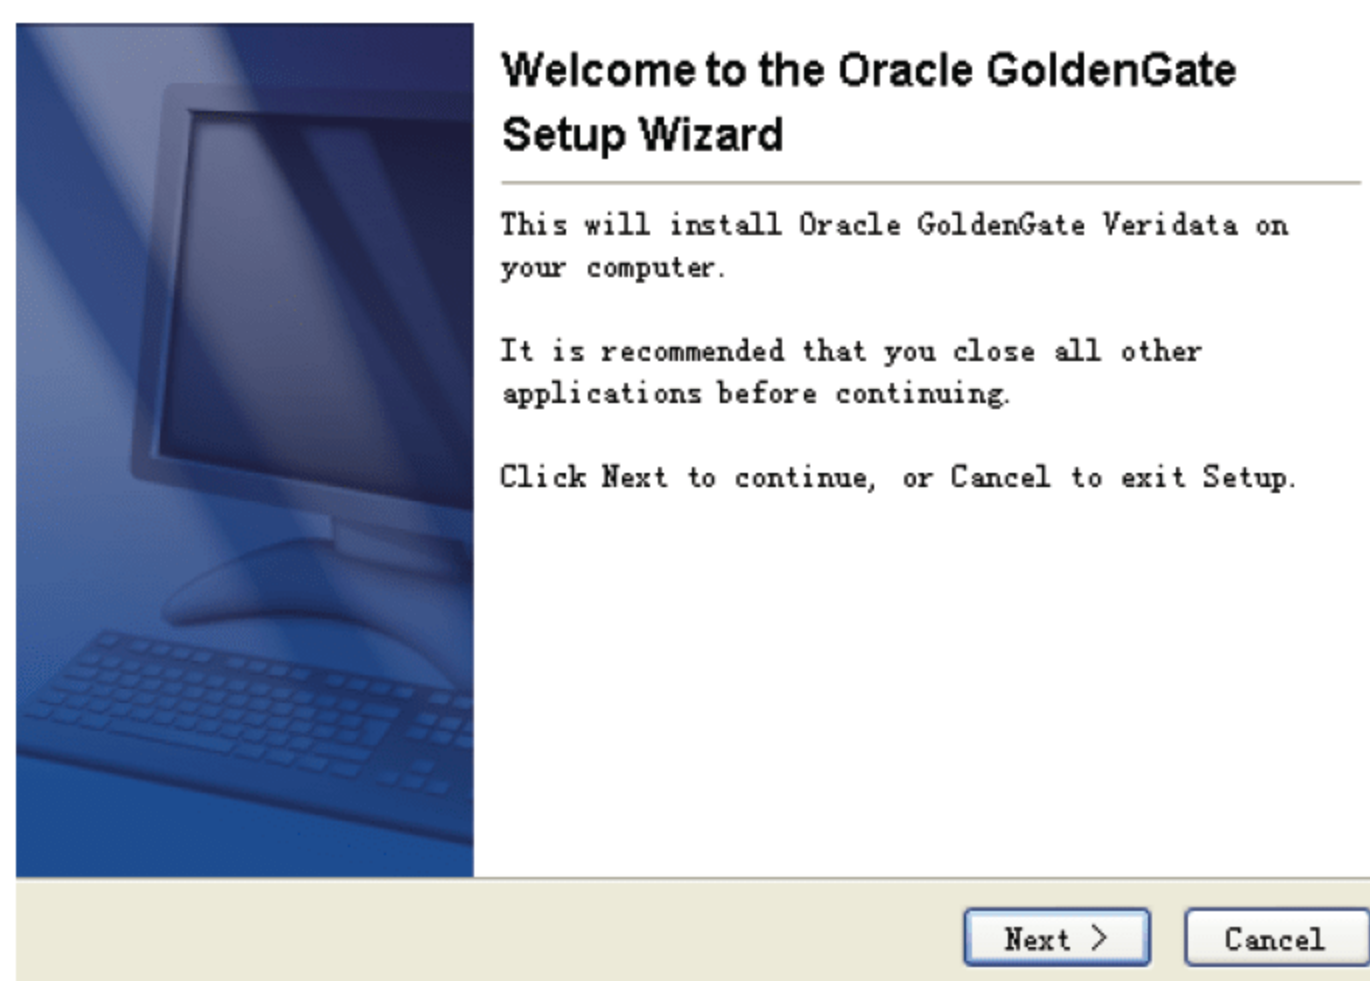 Welcome to the Oracle GoldenGate
Setup Wizard
This will install Oracle GoldenGate Veridata on
your computer.
It is recommended that you close all other
applications before continuing.
Click Next to continue, or Cancel to exit Setup.
Next >
Cancel